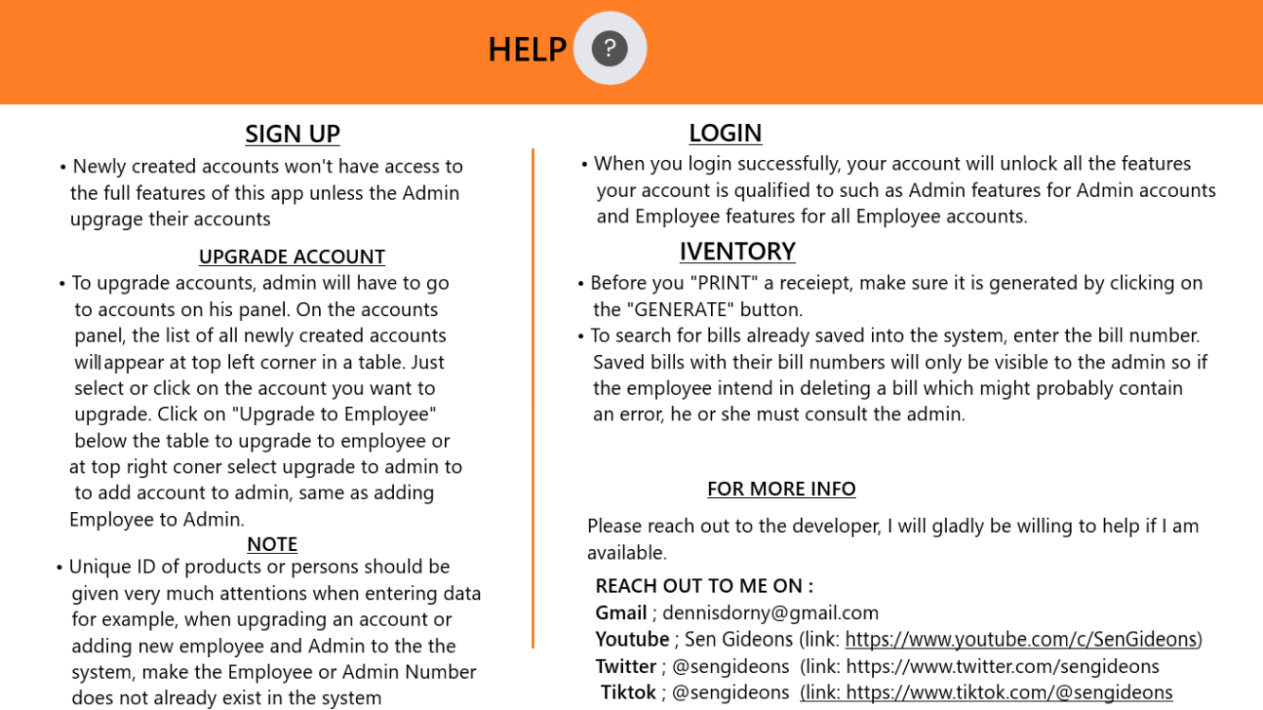 HELP ?
SIGN UP
• Newly created accounts won't have access to
the full features of this app unless the Admin
upgrage their accounts
UPGRADE ACCOUNT
• To upgrade accounts, admin will have to go
to accounts on his panel. On the accounts
panel, the list of all newly created accounts
will appear at top left corner in a table. Just
select or click on the account you want to
upgrade. Click on "Upgrade to Employee"
below the table to upgrade to employee or
at top right coner select upgrade to admin to
to add account to admin, same as adding
Employee to Admin.
NOTE
• Unique ID of products or persons should be
given very much attentions when entering data
for example, when upgrading an account or
adding new employee and Admin to the the
system, make the Employee or Admin Number
does not already exist in the system
LOGIN
• When you login successfully, your account will unlock all the features
your account is qualified to such as Admin features for Admin accounts
and Employee features for all Employee accounts.
IVENTORY
• Before you "PRINT" a receiept, make sure it is generated by clicking on
the "GENERATE" button.
• To search for bills already saved into the system, enter the bill number.
Saved bills with their bill numbers will only be visible to the admin so if
the employee intend in deleting a bill which might probably contain
an error, he or she must consult the admin.
FOR MORE INFO
Please reach out to the developer, I will gladly be willing to help if I am
available.
REACH OUT TO ME ON :
Gmail ; dennisdorny@gmail.com
Youtube ; Sen Gideons (link: https://www.youtube.com/c/SenGideons)
Twitter ; @sengideons (link: https://www.twitter.com/sengideons
Tiktok ; @sengideons (link: https://www.tiktok.com/@sengideons